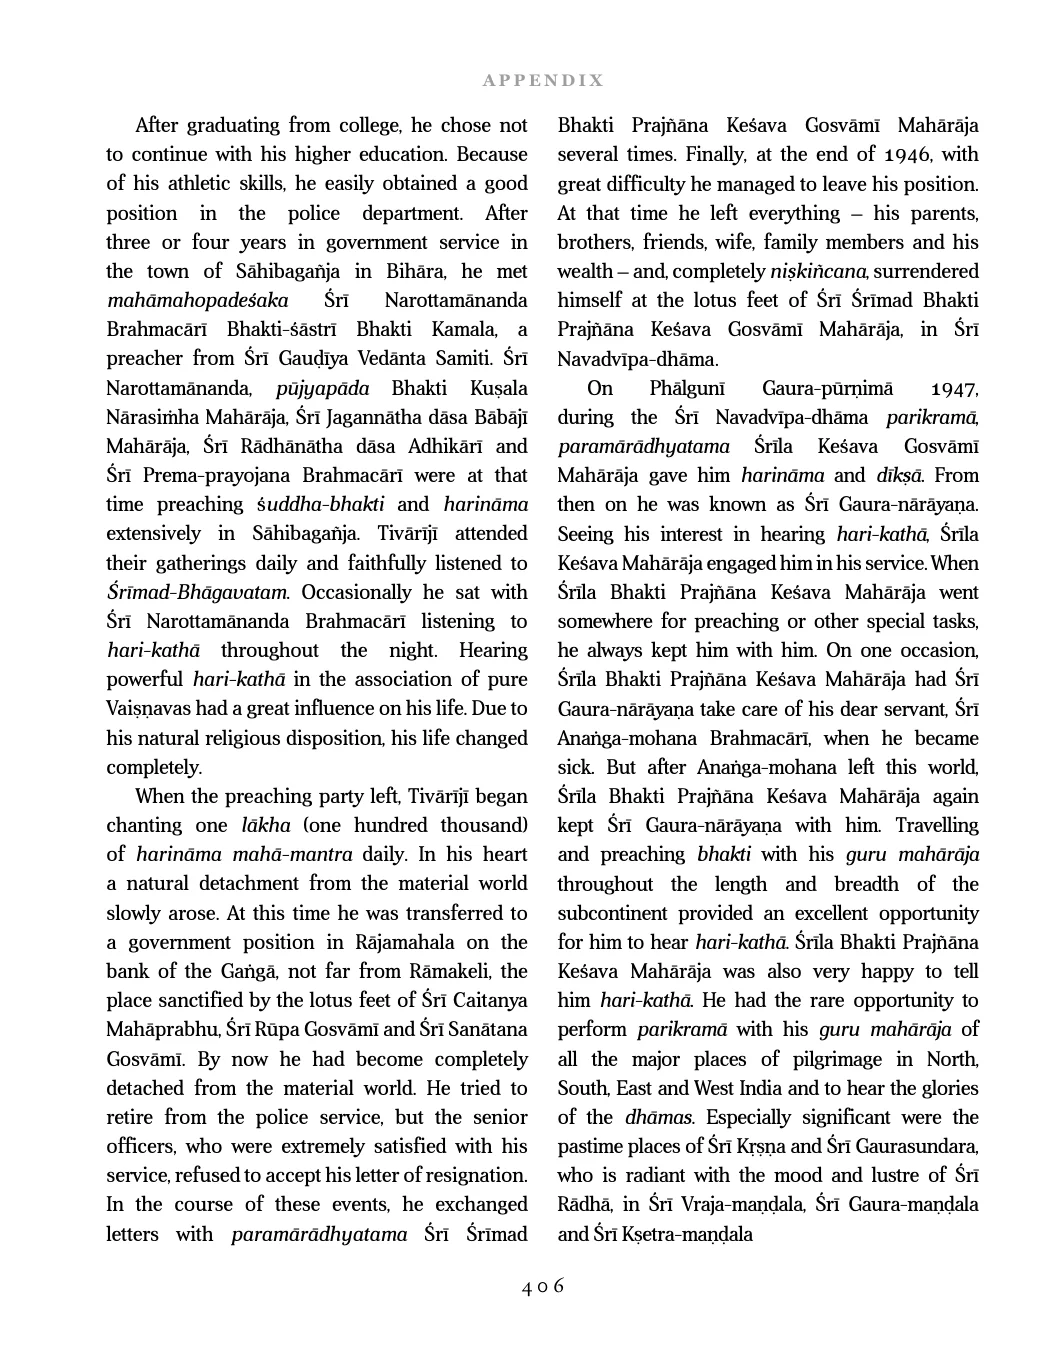 APPENDIX
After graduating from college, he chose not
to continue with his higher education. Because
of his athletic skills, he easily obtained a good
position in the police department. After
three or four years in government service in
the town of Sāhibagañja in Bihāra, he met
mahāmahopadeśaka Śrī Narottamānanda
Brahmacārī Bhakti-śāstrī Bhakti Kamala, a
preacher from Śrī Gauḍīya Vedānta Samiti. Śrī
Narottamānanda, pūjyapāda Bhakti Kuṣala
Nārasiṁha Mahārāja, Śrī Jagannātha dāsa Bābājī
Mahārāja, Śrī Rādhānātha dāsa Adhikārī and
Śrī Prema-prayojana Brahmacārī were at that
time preaching śuddha-bhakti and harināma
extensively in Sāhibagañja. Tivārījī attended
their gatherings daily and faithfully listened to
Śrīmad-Bhāgavatam. Occasionally he sat with
Śrī Narottamānanda Brahmacārī listening to
hari-kathā throughout the night. Hearing
powerful hari-kathā in the association of pure
Vaiṣṇavas had a great influence on his life. Due to
his natural religious disposition, his life changed
completely.
When the preaching party left, Tivārījī began
chanting one lākha (one hundred thousand)
of harināma mahā-mantra daily. In his heart
a natural detachment from the material world
slowly arose. At this time he was transferred to
a government position in Rājamahala on the
bank of the Gaṅgā, not far from Rāmakeli, the
place sanctified by the lotus feet of Śrī Caitanya
Mahāprabhu, Śrī Rūpa Gosvāmī and Śrī Sanātana
Gosvāmī. By now he had become completely
detached from the material world. He tried to
retire from the police service, but the senior
officers, who were extremely satisfied with his
service, refused to accept his letter of resignation.
In the course of these events, he exchanged
letters with paramārādhyatama Śrī Śrīmad
Bhakti Prajñāna Keśava Gosvāmī Mahārāja
several times. Finally, at the end of 1946, with
great difficulty he managed to leave his position.
At that time he left everything – his parents,
brothers, friends, wife, family members and his
wealth – and, completely niṣkiñcana, surrendered
himself at the lotus feet of Śrī Śrīmad Bhakti
Prajñāna Keśava Gosvāmī Mahārāja, in Śrī
Navadvīpa-dhāma.
On Phālgunī Gaura-pūrṇimā 1947,
during the Śrī Navadvīpa-dhāma parikramā,
paramārādhyatama Śrīla Keśava Gosvāmī
Mahārāja gave him harināma and dīkṣā. From
then on he was known as Śrī Gaura-nārāyaṇa.
Seeing his interest in hearing hari-kathā, Śrīla
Keśava Mahārāja engaged him in his service. When
Śrīla Bhakti Prajñāna Keśava Mahārāja went
somewhere for preaching or other special tasks,
he always kept him with him. On one occasion,
Śrīla Bhakti Prajñāna Keśava Mahārāja had Śrī
Gaura-nārāyaṇa take care of his dear servant, Śrī
Anaṅga-mohana Brahmacārī, when he became
sick. But after Anaṅga-mohana left this world,
Śrīla Bhakti Prajñāna Keśava Mahārāja again
kept Śrī Gaura-nārāyaṇa with him. Travelling
and preaching bhakti with his guru mahārāja
throughout the length and breadth of the
subcontinent provided an excellent opportunity
for him to hear hari-kathā. Śrīla Bhakti Prajñāna
Keśava Mahārāja was also very happy to tell
him hari-kathā. He had the rare opportunity to
perform parikramā with his guru mahārāja of
all the major places of pilgrimage in North,
South, East and West India and to hear the glories
of the dhāmas. Especially significant were the
pastime places of Śrī Kṛṣṇa and Śrī Gaurasundara,
who is radiant with the mood and lustre of Śrī
Rādhā, in Śrī Vraja-maṇḍala, Śrī Gaura-maṇḍala
and Śrī Kṣetra-maṇḍala
406